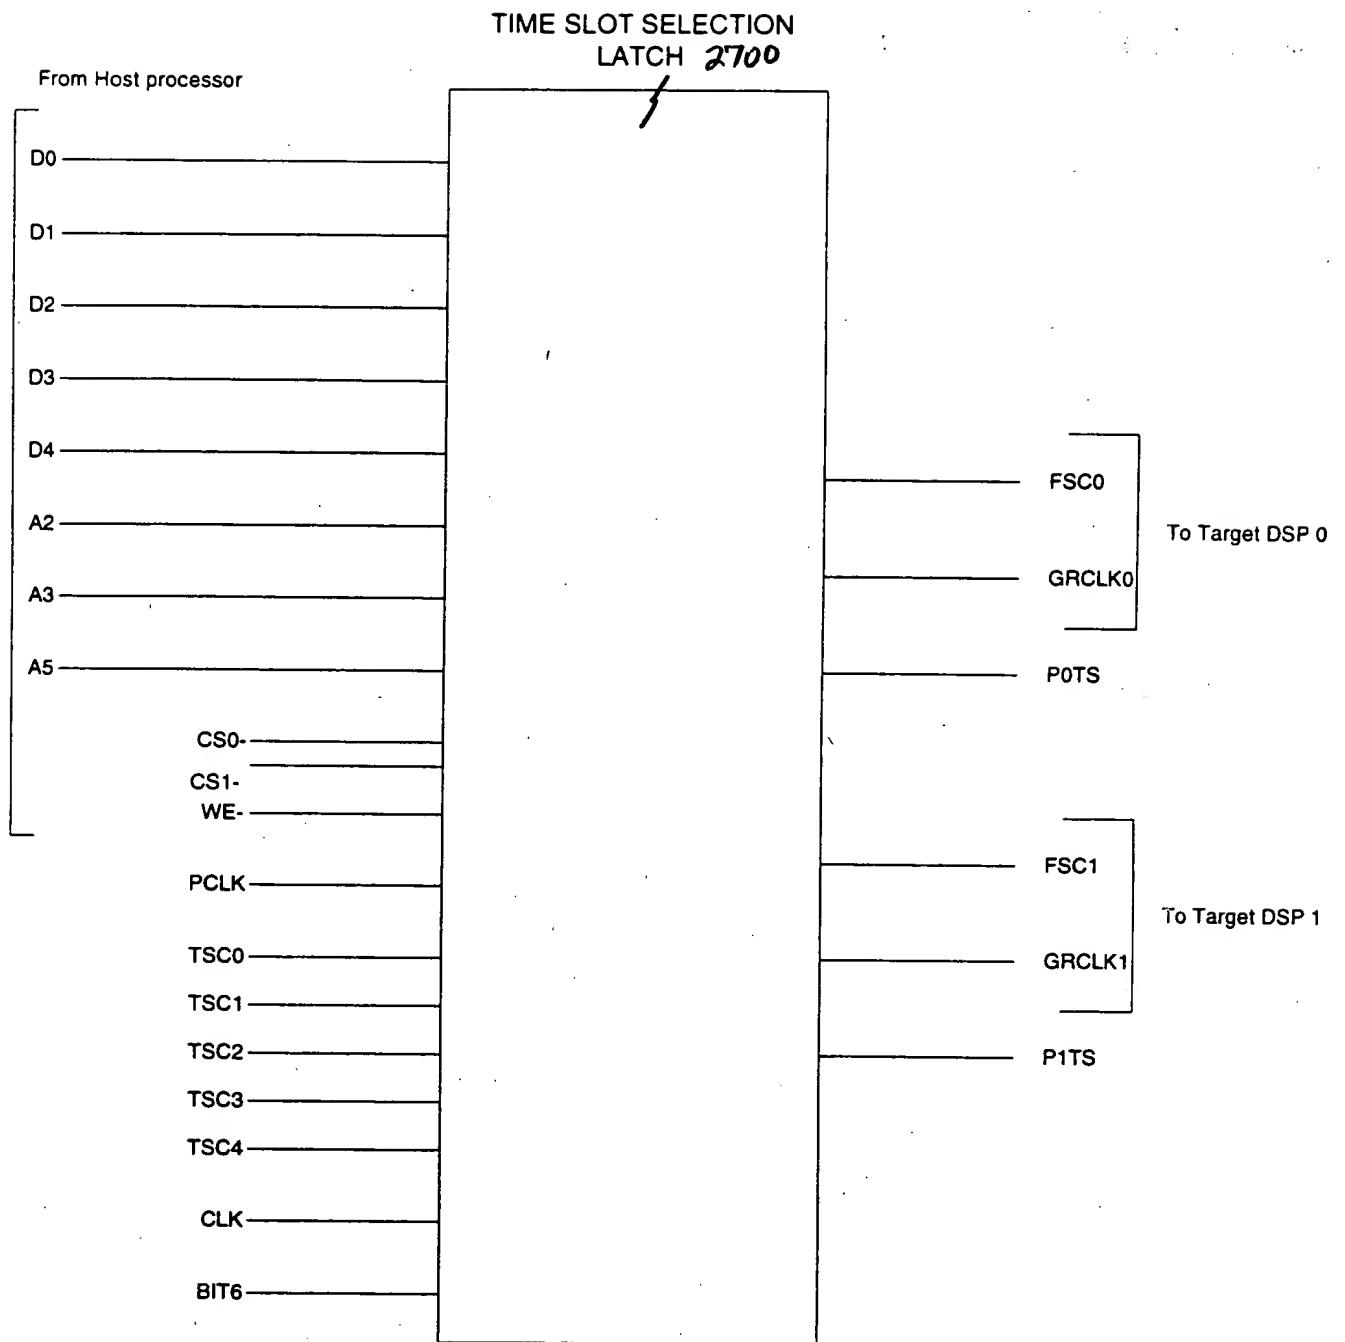 TIME SLOT SELECTION
LATCH 2700
From Host processor
D0
D1
D2
D3
D4
A2
A3
A5
CS0-
CS1-
WE-
PCLK
TSC0
TSC1
TSC2
TSC3
TSC4
CLK
BIT6
FSC0
GRCLK0
To Target DSP 0
P0TS
FSC1
GRCLK1
To Target DSP 1
P1TS